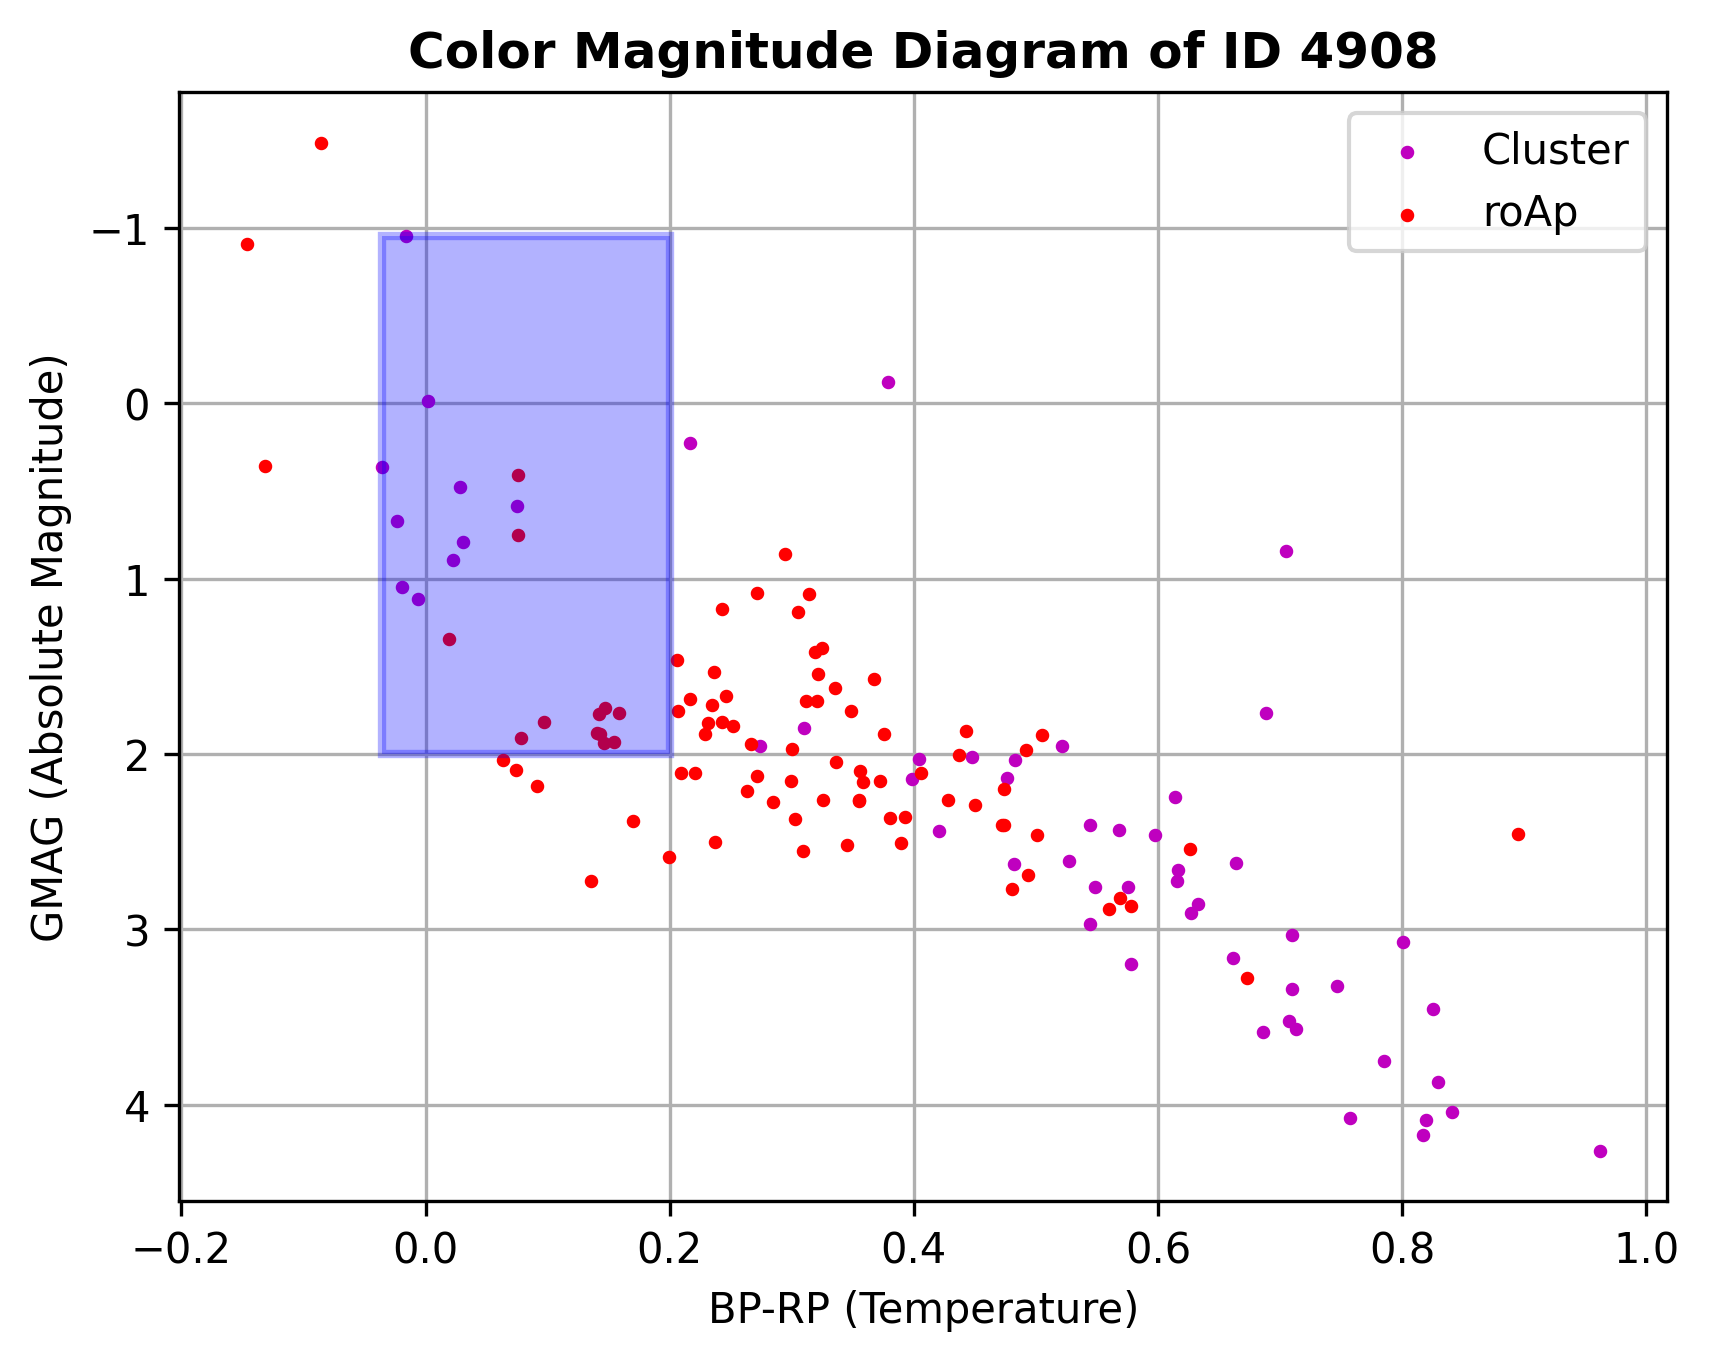 Color Magnitude Diagram of ID 4908
Cluster
roAp
−1
0
1
2
3
4
GMAG (Absolute Magnitude)
−0.2 0.0 0.2 0.4 0.6 0.8 1.0
BP-RP (Temperature)